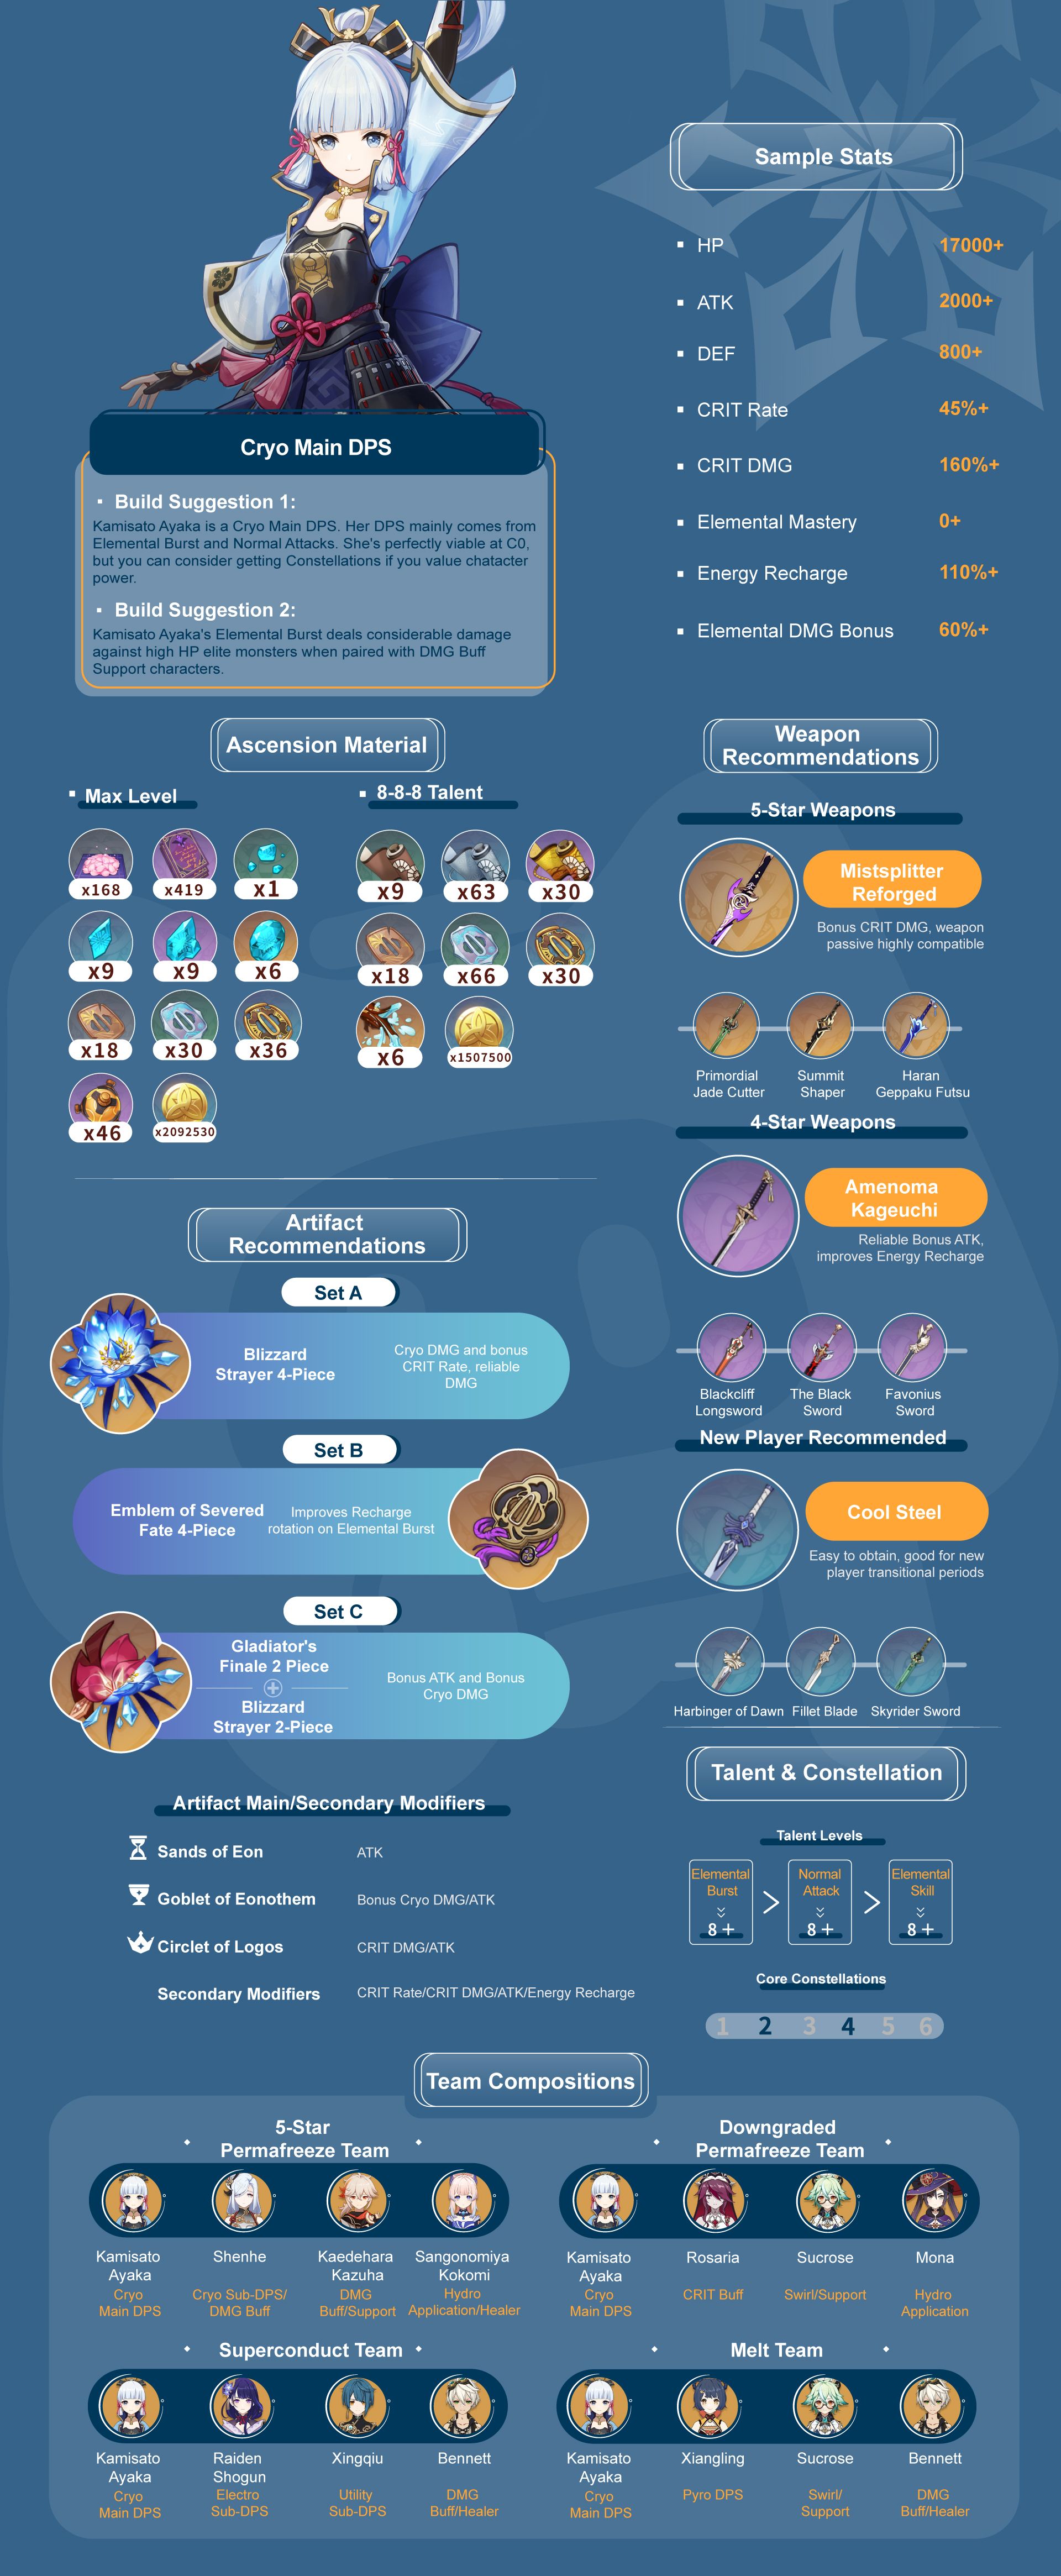 Sample Stats
HP 17000+
ATK 2000+
DEF 800+
CRIT Rate 45%+
CRIT DMG 160%+
Elemental Mastery 0+
Energy Recharge 110%+
Elemental DMG Bonus 60%+
Cryo Main DPS
Build Suggestion 1:
Kamisato Ayaka is a Cryo Main DPS. Her DPS mainly comes from
Elemental Burst and Normal Attacks. She's perfectly viable at C0,
but you can consider getting Constellations if you value chatacter
power.
Build Suggestion 2:
Kamisato Ayaka's Elemental Burst deals considerable damage
against high HP elite monsters when paired with DMG Buff
Support characters.
Ascension Material
Max Level
x168 x419 x1
x9 x9 x6
x18 x30 x36
x46 x2092530
8-8-8 Talent
x9 x63 x30
x18 x66 x30
x6 x1507500
Weapon
Recommendations
5-Star Weapons
Mistsplitter
Reforged
Bonus CRIT DMG, weapon
passive highly compatible
Primordial
Jade Cutter
Summit
Shaper
Haran
Geppaku Futsu
4-Star Weapons
Amenoma
Kageuchi
Reliable Bonus ATK,
improves Energy Recharge
Blackcliff
Longsword
The Black
Sword
Favonius
Sword
New Player Recommended
Cool Steel
Easy to obtain, good for new
player transitional periods
Harbinger of Dawn
Fillet Blade
Skyrider Sword
Artifact
Recommendations
Set A
Blizzard
Strayer 4-Piece
Cryo DMG and bonus
CRIT Rate, reliable
DMG
Set B
Emblem of Severed
Fate 4-Piece
Improves Recharge
rotation on Elemental Burst
Set C
Gladiator's
Finale 2 Piece
Blizzard
Strayer 2-Piece
Bonus ATK and Bonus
Cryo DMG
Artifact Main/Secondary Modifiers
Sands of Eon ATK
Goblet of Eonothem Bonus Cryo DMG/ATK
Circlet of Logos CRIT DMG/ATK
Secondary Modifiers CRIT Rate/CRIT DMG/ATK/Energy Recharge
Talent & Constellation
Talent Levels
Elemental
Burst
8 +
>
Normal
Attack
8 +
>
Elemental
Skill
8 +
Core Constellations
1 2 3 4 5 6
Team Compositions
5-Star
Permafreeze Team
Kamisato
Ayaka
Cryo
Main DPS
Shenhe
Cryo Sub-DPS/
DMG Buff
Kaedehara
Kazuha
DMG
Buff/Support
Sangonomiya
Kokomi
Hydro
Application/Healer
Downgraded
Permafreeze Team
Kamisato
Ayaka
Cryo
Main DPS
Rosaria
CRIT Buff
Sucrose
Swirl/Support
Mona
Hydro
Application
Superconduct Team
Kamisato
Ayaka
Cryo
Main DPS
Raiden
Shogun
Electro
Sub-DPS
Xingqiu
Utility
Sub-DPS
Bennett
DMG
Buff/Healer
Melt Team
Kamisato
Ayaka
Cryo
Main DPS
Xiangling
Pyro DPS
Sucrose
Swirl/
Support
Bennett
DMG
Buff/Healer